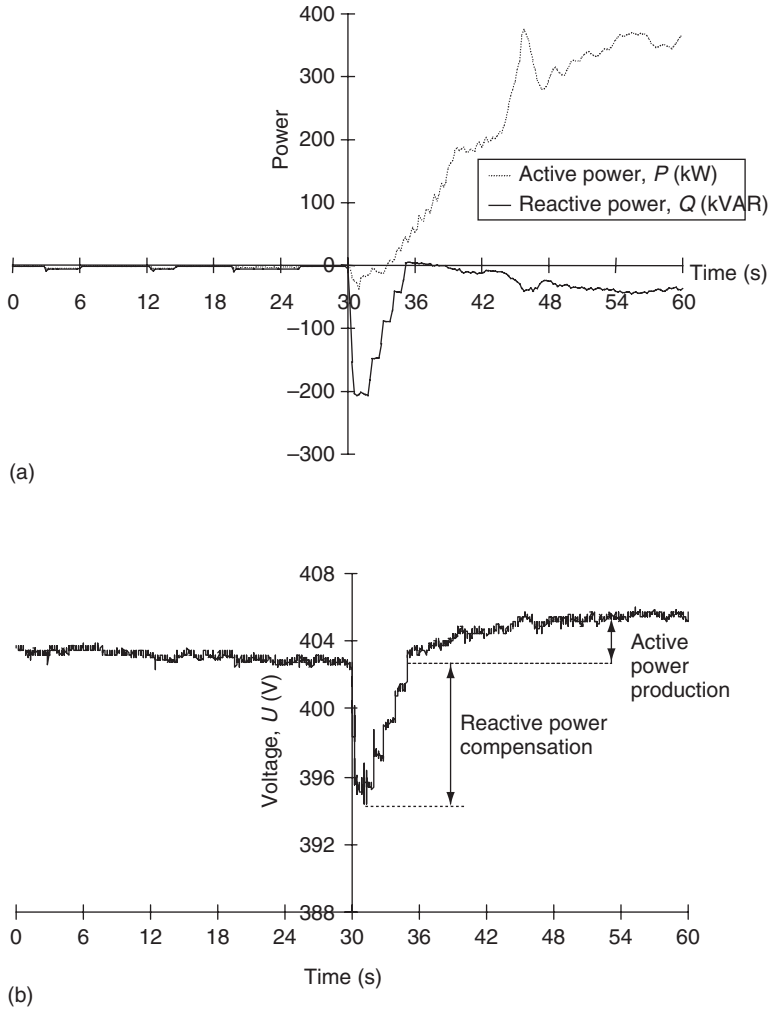 400
300
200
100
0
−100
−200
−300
Power
Active power, P (kW)
Reactive power, Q (kVAR)
Time (s)
0 6 12 18 24 30 36 42 48 54 60
(a)
408
404
400
396
392
388
Voltage, U (V)
Active
power
production
Reactive power
compensation
0 6 12 18 24 30 36 42 48 54 60
Time (s)
(b)